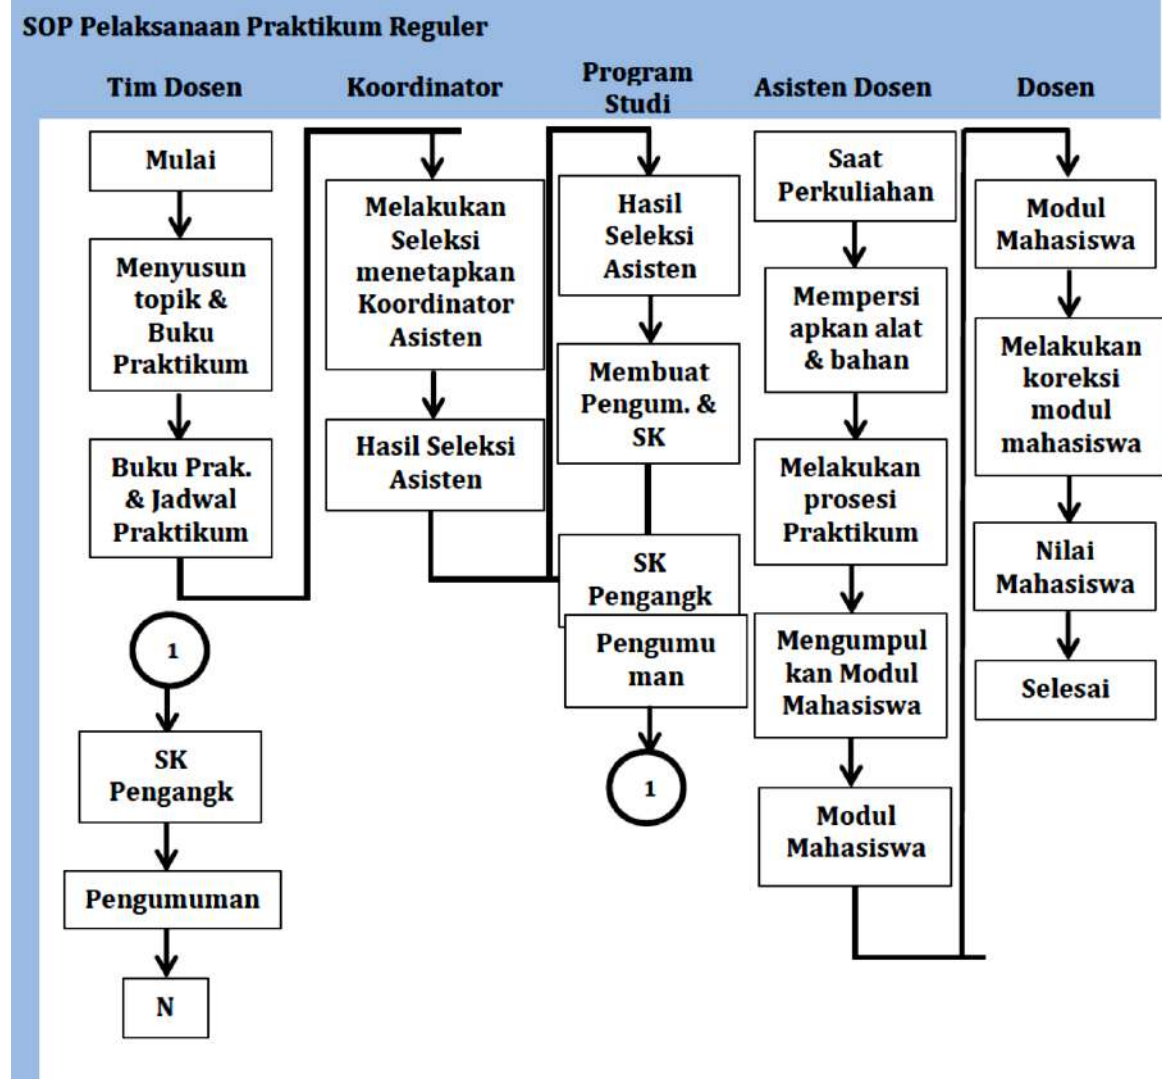 SOP Pelaksanaan Praktikum Reguler
Tim Dosen
Koordinator
Program
Studi
Asisten Dosen
Dosen
Mulai
Menyusun
topik &
Buku
Praktikum
Buku Prak.
& Jadwal
Praktikum
1
SK
Pengangk
Pengumuman
N
Melakukan
Seleksi
menetapkan
Koordinator
Asisten
Hasil Seleksi
Asisten
Hasil
Seleksi
Asisten
Membuat
Pengum. &
SK
SK
Pengangk
Pengumu
man
1
Saat
Perkuliahan
Mempersi
apkan alat
& bahan
Melakukan
prosesi
Praktikum
Mengumpul
kan Modul
Mahasiswa
Modul
Mahasiswa
Modul
Mahasiswa
Melakukan
koreksi
modul
mahasiswa
Nilai
Mahasiswa
Selesai